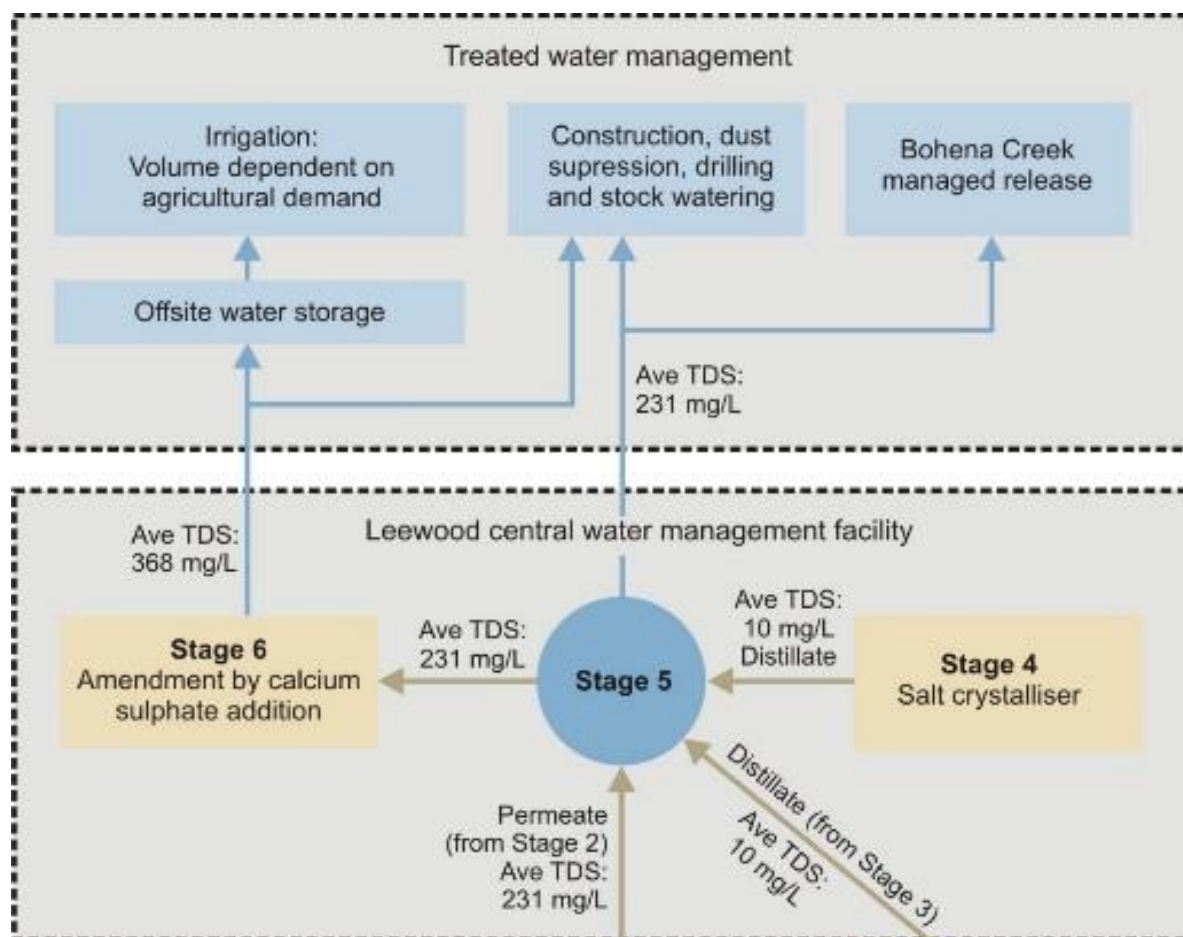 Treated water management
Irrigation:
Volume dependent on
agricultural demand
Construction, dust
supression, drilling
and stock watering
Bohena Creek
managed release
Offsite water storage
Ave TDS:
231 mg/L
Leewood central water management facility
Ave TDS:
368 mg/L
Stage 6
Amendment by calcium
sulphate addition
Ave TDS:
231 mg/L
Stage 5
Ave TDS:
10 mg/L
Distillate
Stage 4
Salt crystalliser
Permeate
(from Stage 2)
Ave TDS:
231 mg/L
Distillate (from Stage 3)
Ave TDS:
10 mg/L